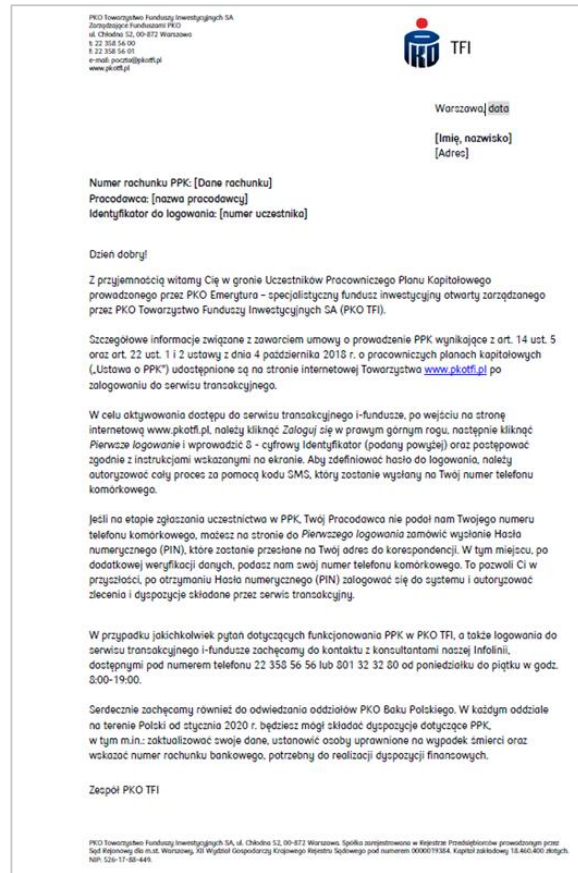 PKO Towarzystwo Funduszy Inwestycyjnych SA
Zarządzające Funduszami PKO
ul. Chłodna 52, 00-872 Warszawa
t: 22 358 56 00
f: 22 358 56 01
e-mail: poczta@pkotfi.pl
www.pkotfi.pl
PKO TFI
Warszawa, data
[Imię, nazwisko]
[Adres]
Numer rachunku PPK: [Dane rachunku]
Pracodawca: [nazwa pracodawcy]
Identyfikator do logowania: [numer uczestnika]
Dzień dobry!
Z przyjemnością witamy Cię w gronie Uczestników Pracowniczego Planu Kapitałowego
prowadzonego przez PKO Emerytura – specjalistyczny fundusz inwestycyjny otwarty zarządzanego
przez PKO Towarzystwo Funduszy Inwestycyjnych SA (PKO TFI).
Szczegółowe informacje związane z zawarciem umowy o prowadzenie PPK wynikające z art. 14 ust. 5
oraz art. 22 ust. 1 i 2 ustawy z dnia 4 października 2018 r. o pracowniczych planach kapitałowych
(„Ustawa o PPK”) udostępnione są na stronie internetowej Towarzystwa www.pkotfi.pl po
zalogowaniu do serwisu transakcyjnego.
W celu aktywowania dostępu do serwisu transakcyjnego i-fundusze, po wejściu na stronę
internetową www.pkotfi.pl, należy kliknąć Zaloguj się w prawym górnym rogu, następnie kliknąć
Pierwsze logowanie i wprowadzić 8 - cyfrowy Identyfikator (podany powyżej) oraz postępować
zgodnie z instrukcjami wskazanymi na ekranie. Aby zdefiniować hasło do logowania, należy
autoryzować cały proces za pomocą kodu SMS, który zostanie wysłany na Twój numer telefonu
komórkowego.
Jeśli na etapie zgłaszania uczestnictwa w PPK, Twój Pracodawca nie podał nam Twojego numeru
telefonu komórkowego, możesz na stronie do Pierwszego logowania zamówić wysłanie Hasła
numerycznego (PIN), które zostanie przesłane na Twój adres do korespondencji. W tym miejscu, po
dodatkowej weryfikacji danych, podasz nam swój numer telefonu komórkowego. To pozwoli Ci w
przyszłości, po otrzymaniu Hasła numerycznego (PIN) zalogować się do systemu i autoryzować
zlecenia i dyspozycje składane przez serwis transakcyjny.
W przypadku jakichkolwiek pytań dotyczących funkcjonowania PPK w PKO TFI, a także logowania do
serwisu transakcyjnego i-fundusze zachęcamy do kontaktu z konsultantami naszej Infolinii,
dostępnymi pod numerem telefonu 22 358 56 56 lub 801 32 32 80 od poniedziałku do piątku w godz.
8:00-19:00.
Serdecznie zachęcamy również do odwiedzania oddziałów PKO Baku Polskiego. W każdym oddziale
na terenie Polski od stycznia 2020 r. będziesz mógł składać dyspozycje dotyczące PPK,
w tym m.in.: zaktualizować swoje dane, ustanowić osoby uprawnione na wypadek śmierci oraz
wskazać numer rachunku bankowego, potrzebny do realizacji dyspozycji finansowych.
Zespół PKO TFI
PKO Towarzystwo Funduszy Inwestycyjnych SA, ul. Chłodna 52, 00-872 Warszawa. Spółka zarejestrowana w Rejestrze Przedsiębiorców prowadzonym przez
Sąd Rejonowy dla m.st. Warszawy, XII Wydział Gospodarczy Krajowego Rejestru Sądowego pod numerem 0000019384. Kapitał zakładowy 18.460.400 złotych.
NIP: 526-17-88-449.